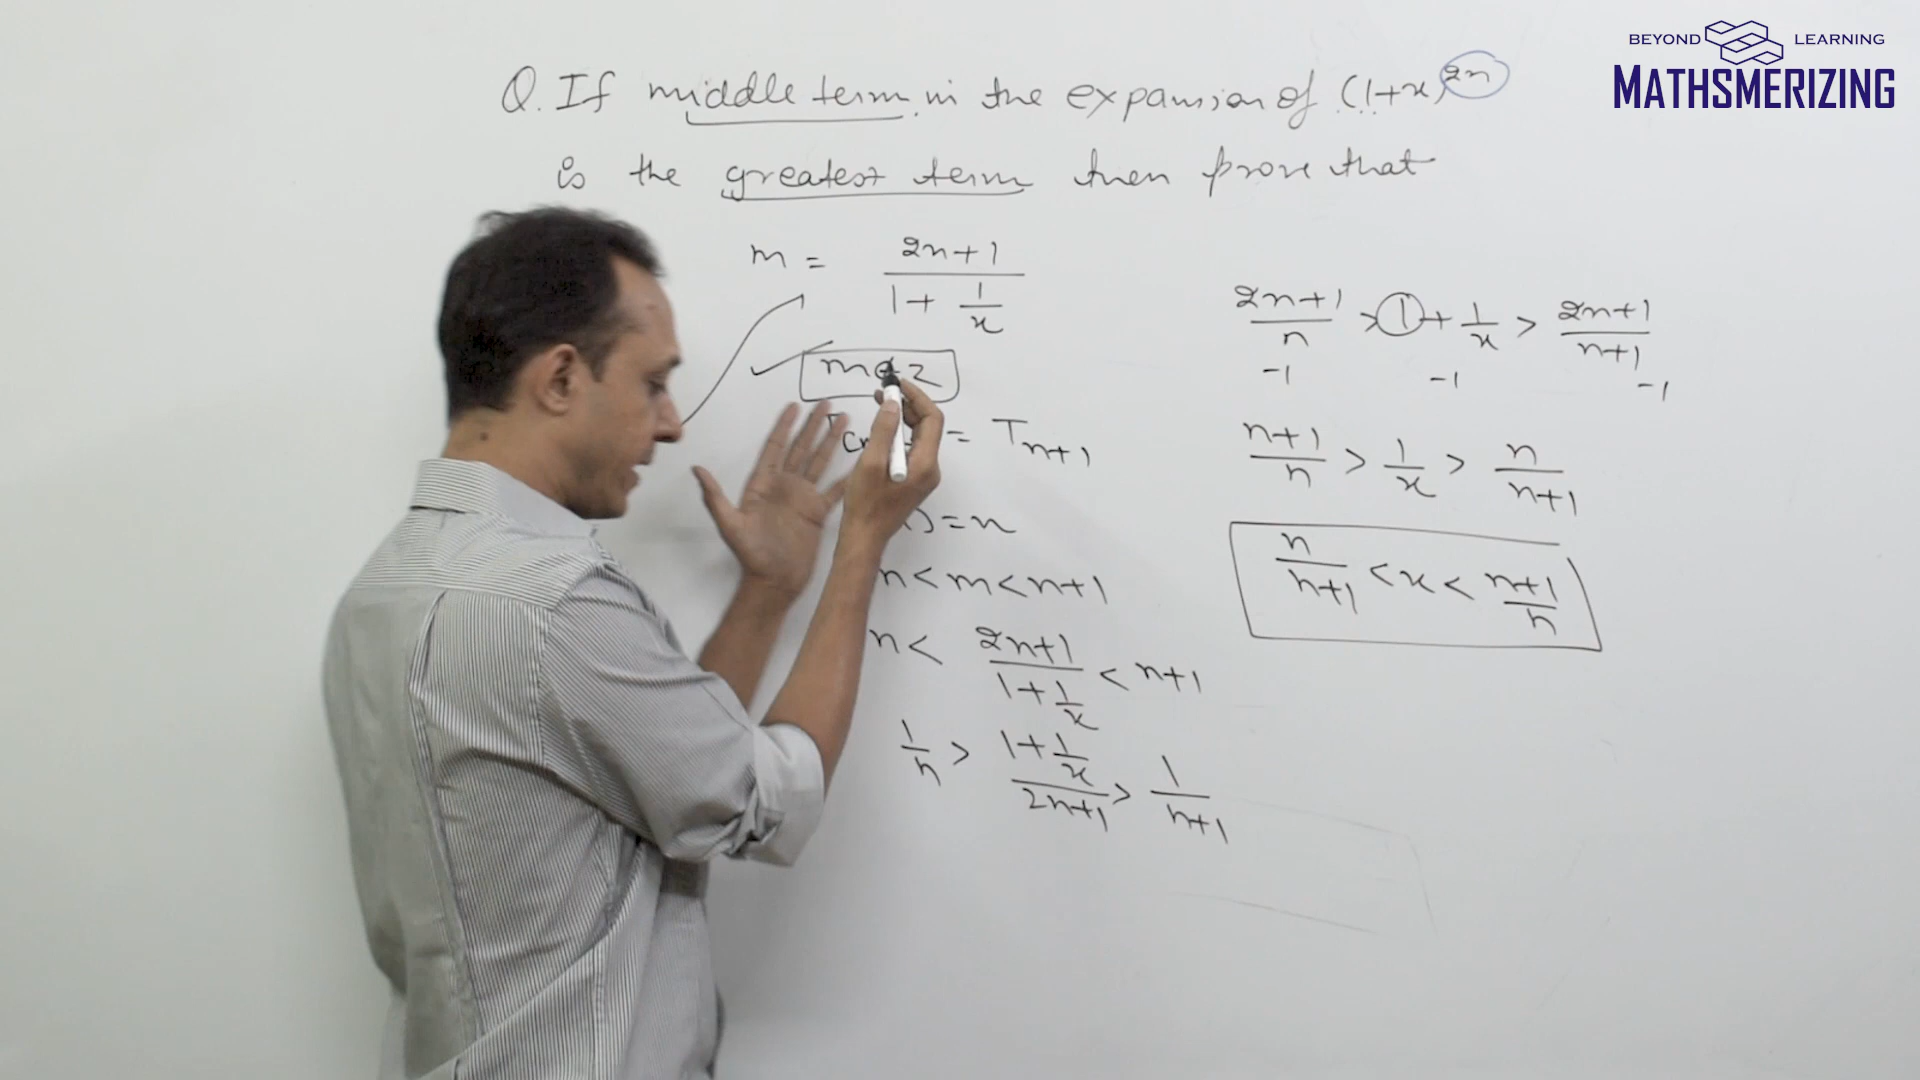 BEYOND LEARNING
MATHSMERIZING
Q. If middle term in the expansion of (1+x)^2n
is the greatest term then prove that
m = (2n+1)/(1+1/x)
m∉Z
= T_n+1
= n
n < m < n+1
n < (2n+1)/(1+1/x) < n+1
1/n > (1+1/x)/(2n+1) > 1/(n+1)
(2n+1)/n > 1 + 1/x > (2n+1)/(n+1)
-1 -1 -1
(n+1)/n > 1/x > n/(n+1)
n/(n+1) < x < (n+1)/n